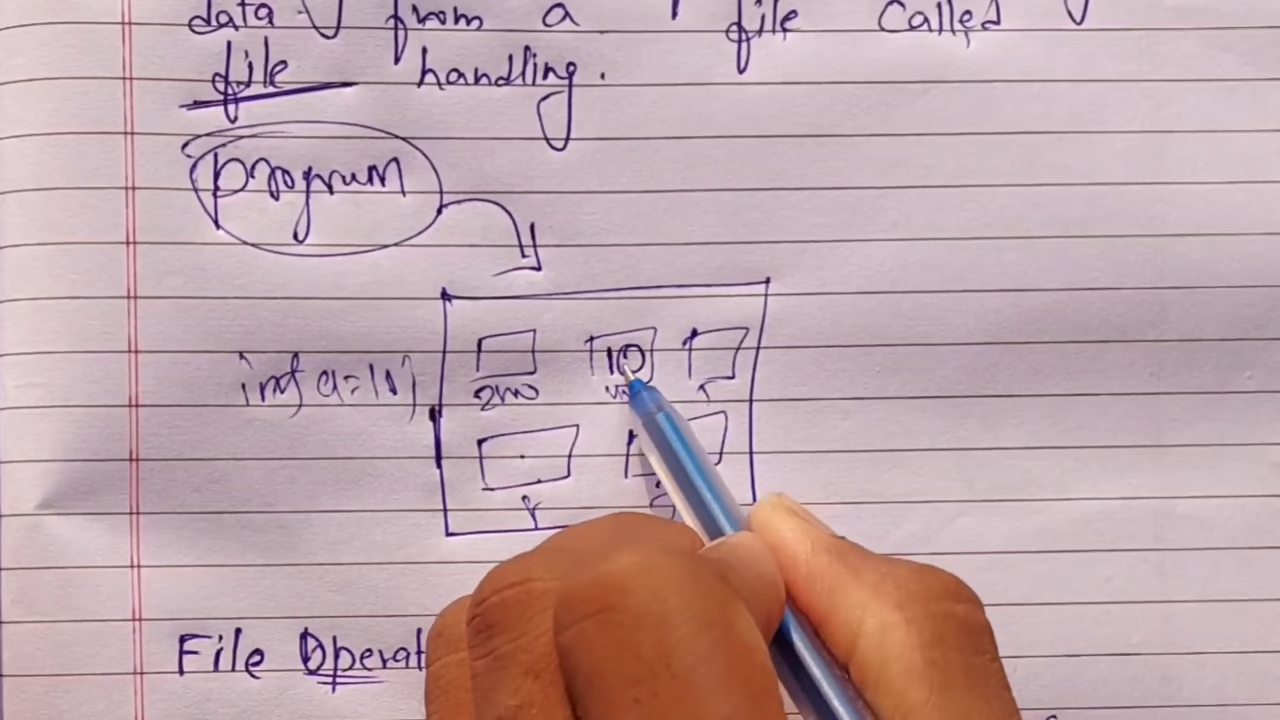 data from a file called
file handling.
program
int a=10;
10
File Operat